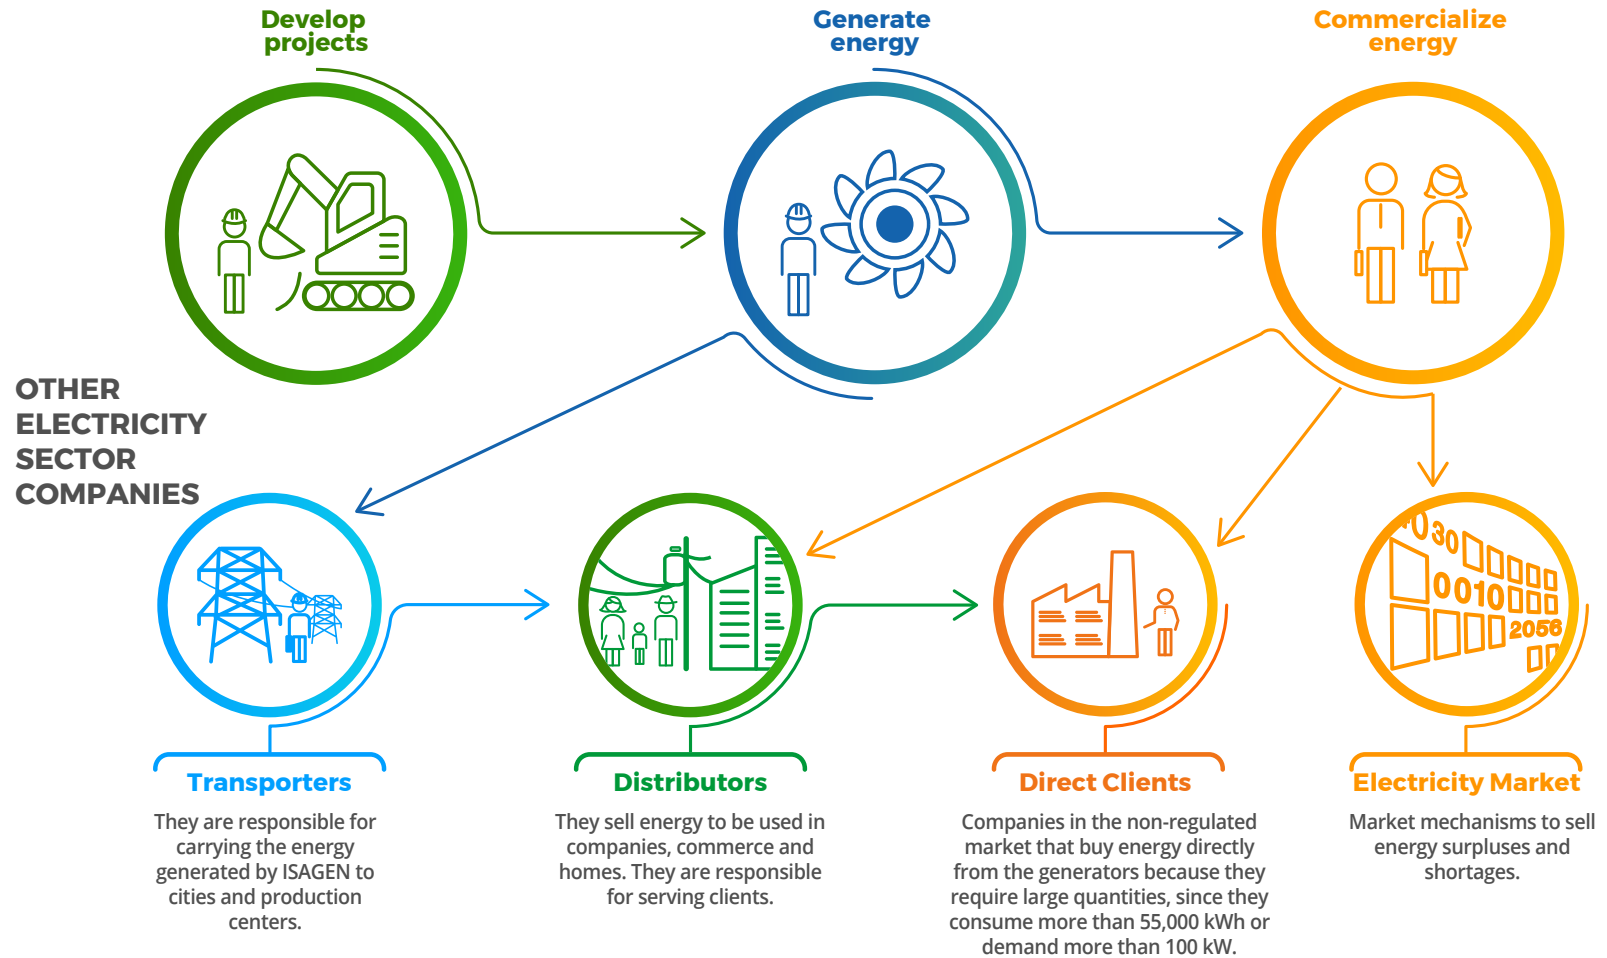 Develop
projects
Generate
energy
Commercialize
energy
OTHER
ELECTRICITY
SECTOR
COMPANIES
30
0010
2056
Transporters
They are responsible for
carrying the energy
generated by ISAGEN to
cities and production
centers.
Distributors
They sell energy to be used in
companies, commerce and
homes. They are responsible
for serving clients.
Direct Clients
Companies in the non-regulated
market that buy energy directly
from the generators because they
require large quantities, since they
consume more than 55,000 kWh or
demand more than 100 kW.
Electricity Market
Market mechanisms to sell
energy surpluses and
shortages.